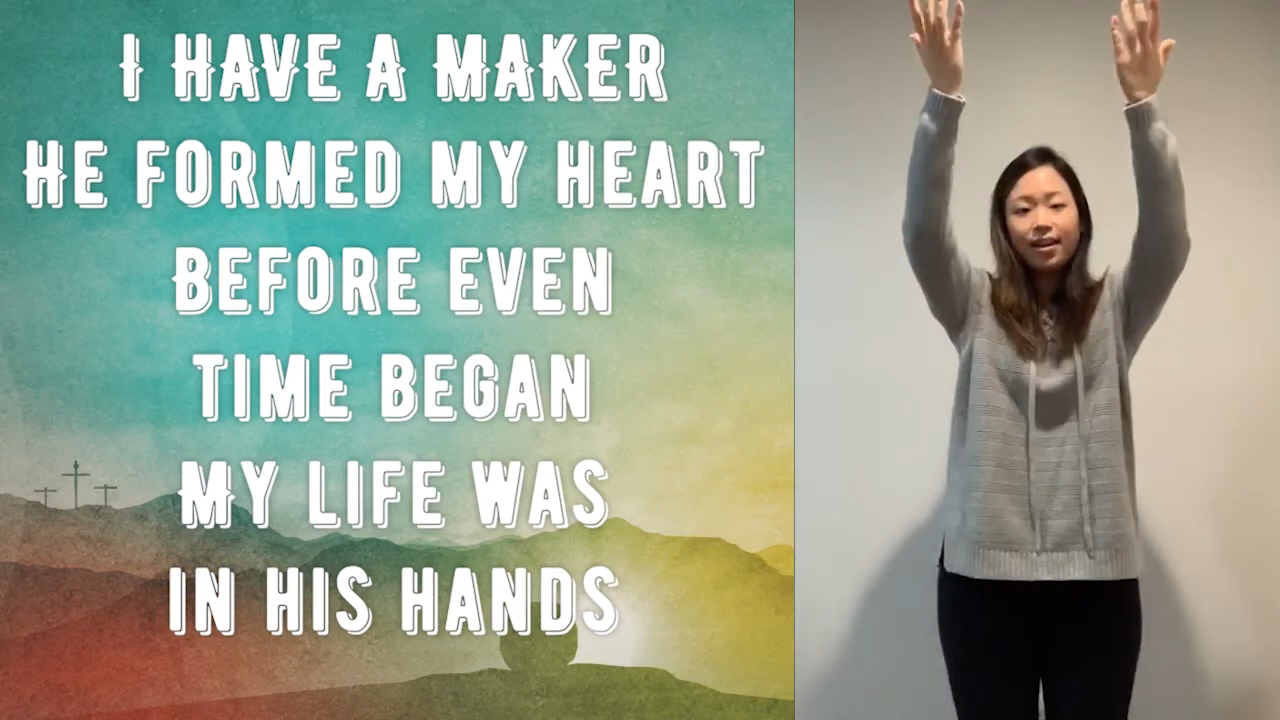 I HAVE A MAKER
HE FORMED MY HEART
BEFORE EVEN
TIME BEGAN
MY LIFE WAS
IN HIS HANDS